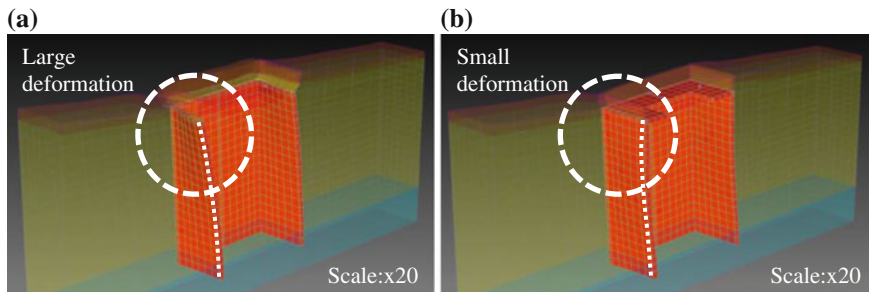 (a)
Large
deformation
Scale:x20
(b)
Small
deformation
Scale:x20